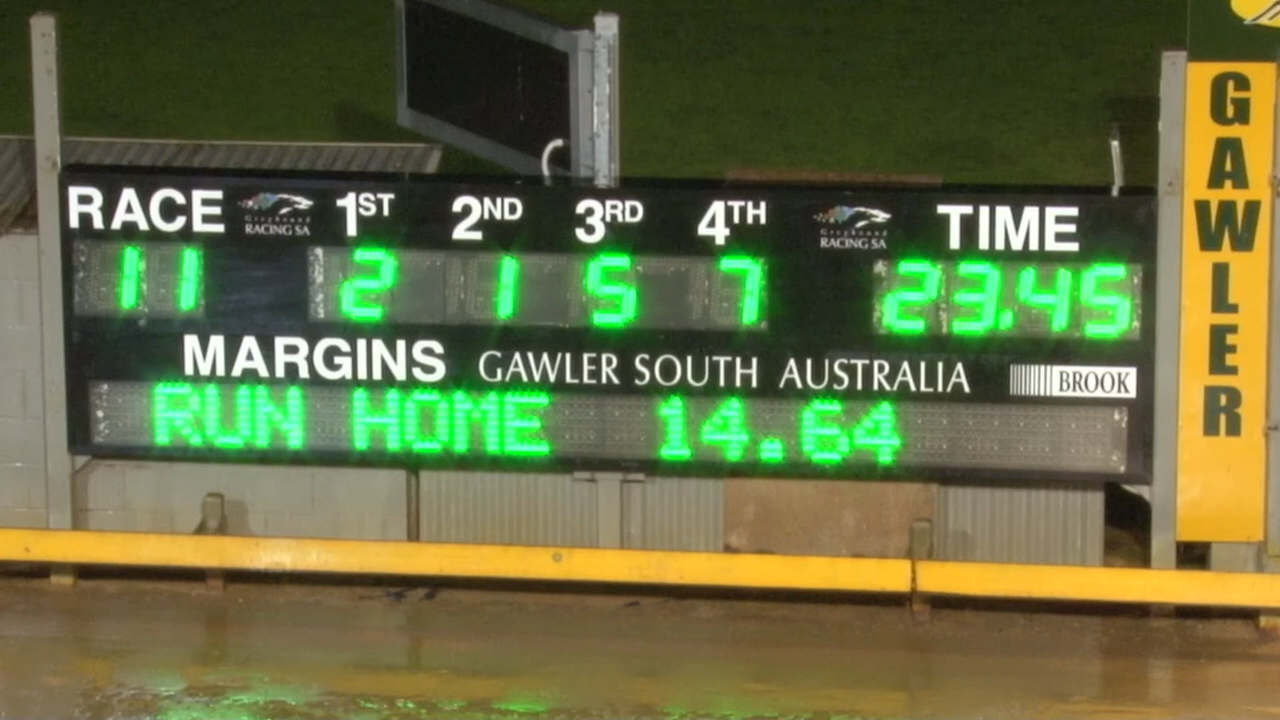 RACE Greyhound RACING SA 1ST 2ND 3RD 4TH Greyhound RACING SA TIME
11 2 1 5 7 23.45
MARGINS GAWLER SOUTH AUSTRALIA BROOK
RUN HOME 14.64
GAWLER